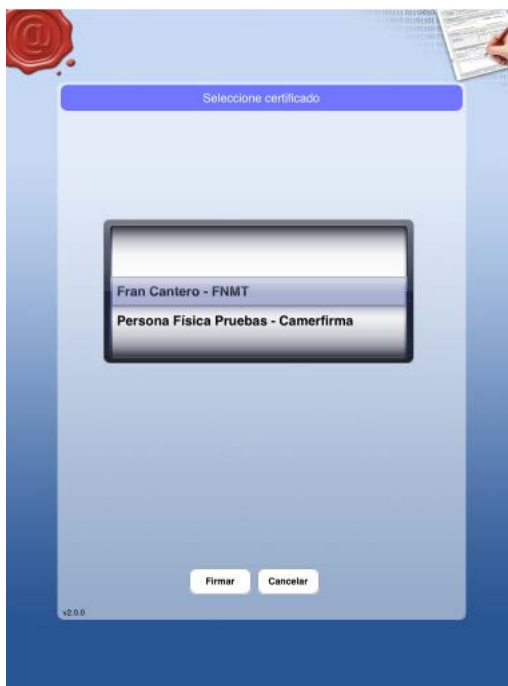 @
Seleccione certificado
Fran Cantero - FNMT
Persona Física Pruebas - Camerfirma
Firmar
Cancelar
v2.0.0